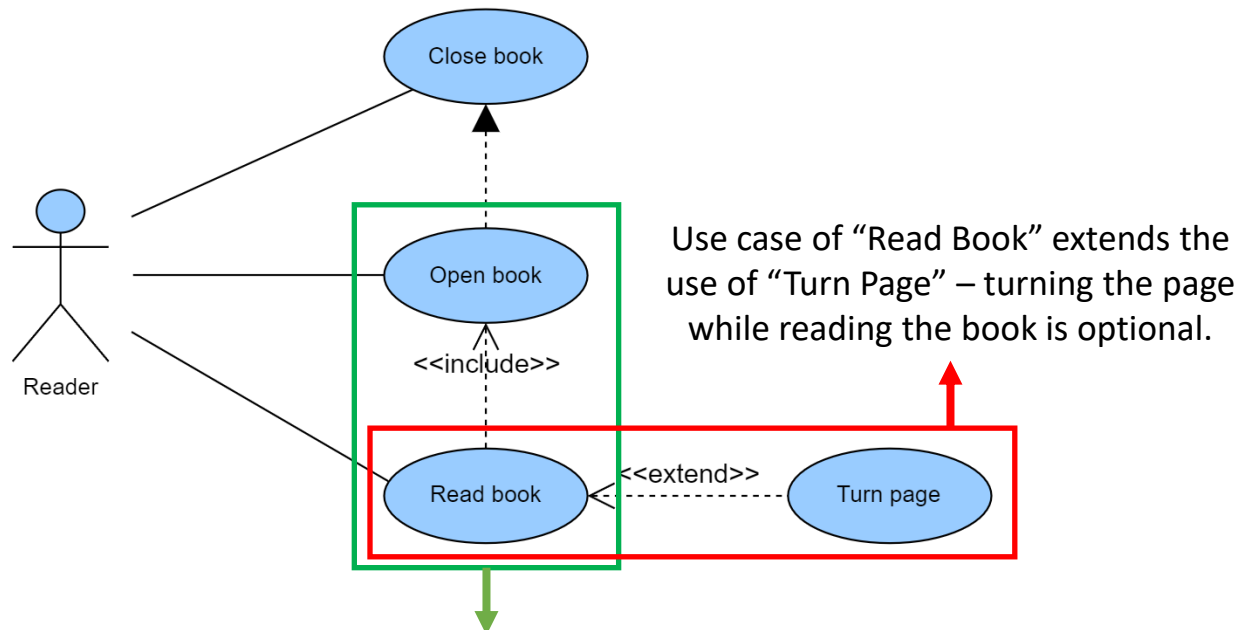 Close book
Open book
Use case of “Read Book” extends the
use of “Turn Page” – turning the page
while reading the book is optional.
<<include>>
Reader
Read book
<<extend>>
Turn page